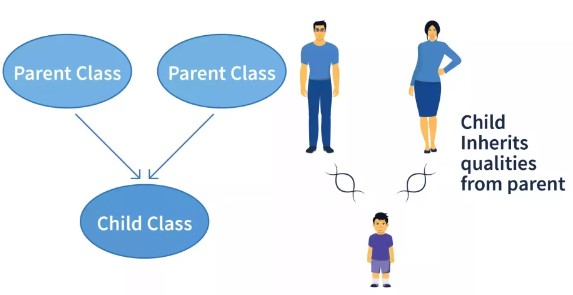 Parent Class
Parent Class
Child Class
Child
Inherits
qualities
from parent